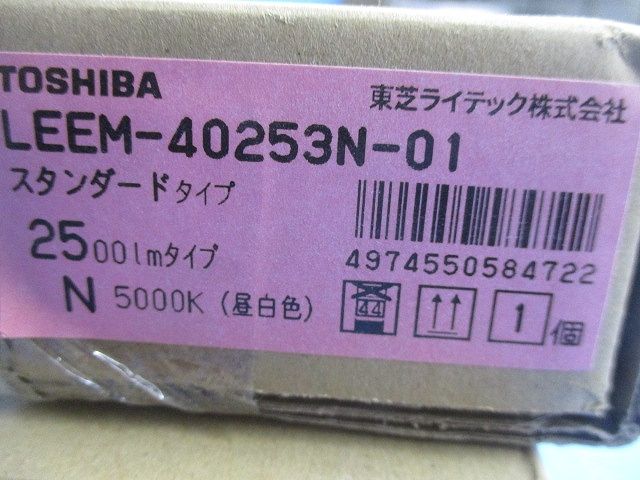 TOSHIBA 東芝ライテック株式会社
LEEM-40253N-01
スタンダードタイプ
2500lmタイプ
4974550584722
N 5000K (昼白色)
44 1 個